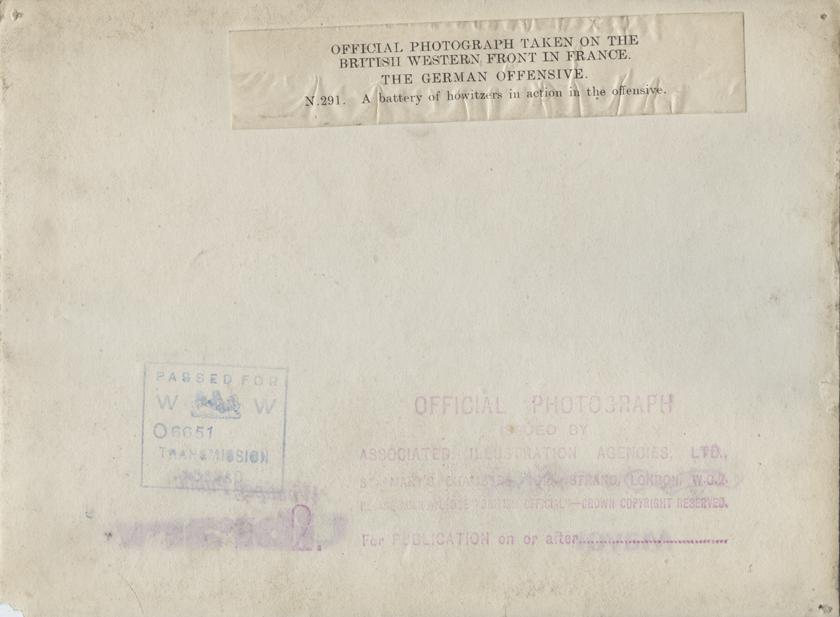 OFFICIAL PHOTOGRAPH TAKEN ON THE
BRITISH WESTERN FRONT IN FRANCE.
THE GERMAN OFFENSIVE.
N.291. A battery of howitzers in action in the offensive.
PASSED FOR
W W
06651
TRANSMISSION
OFFICIAL PHOTOGRAPH
ISSUED BY
ASSOCIATED ILLUSTRATION AGENCIES, LTD.,
STRAND, LONDON, W.C.2.
OFFICIAL"—CROWN COPYRIGHT RESERVED.
For PUBLICATION on or after